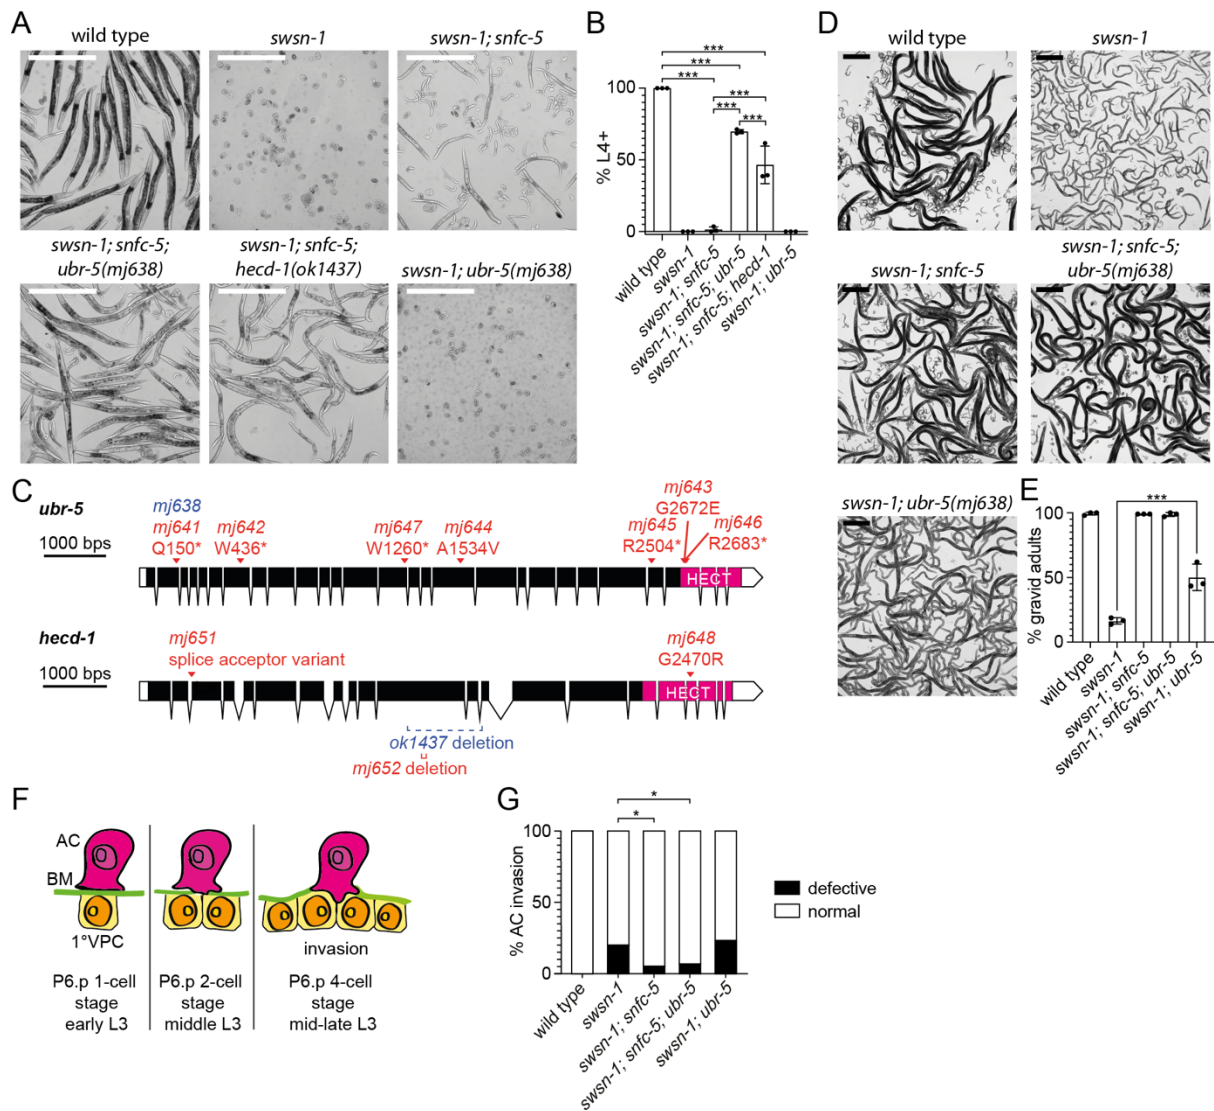 A
wild type
swsn-1
swsn-1; snfc-5
swsn-1; snfc-5;
ubr-5(mj638)
swsn-1; snfc-5;
hecd-1(ok1437)
swsn-1; ubr-5(mj638)
B
***
***
***
***
***
***
% L4+
100
50
0
wild type
swsn-1
swsn-1; snfc-5
swsn-1; snfc-5; ubr-5
swsn-1; snfc-5; hecd-1
swsn-1; ubr-5
C
ubr-5
1000 bps
mj638
mj641
Q150*
mj642
W436*
mj647
W1260*
mj644
A1534V
mj645
R2504*
mj643
G2672E
mj646
R2683*
HECT
hecd-1
1000 bps
mj651
splice acceptor variant
mj648
G2470R
HECT
ok1437 deletion
mj652 deletion
D
wild type
swsn-1
swsn-1; snfc-5
swsn-1; snfc-5;
ubr-5(mj638)
swsn-1; ubr-5(mj638)
E
***
% gravid adults
100
50
0
wild type
swsn-1
swsn-1; snfc-5
swsn-1; snfc-5; ubr-5
swsn-1; ubr-5
F
AC
BM
1°VPC
invasion
P6.p 1-cell
stage
early L3
P6.p 2-cell
stage
middle L3
P6.p 4-cell
stage
mid-late L3
G
*
*
% AC invasion
100
50
0
wild type
swsn-1
swsn-1; snfc-5
swsn-1; snfc-5; ubr-5
swsn-1; ubr-5
defective
normal